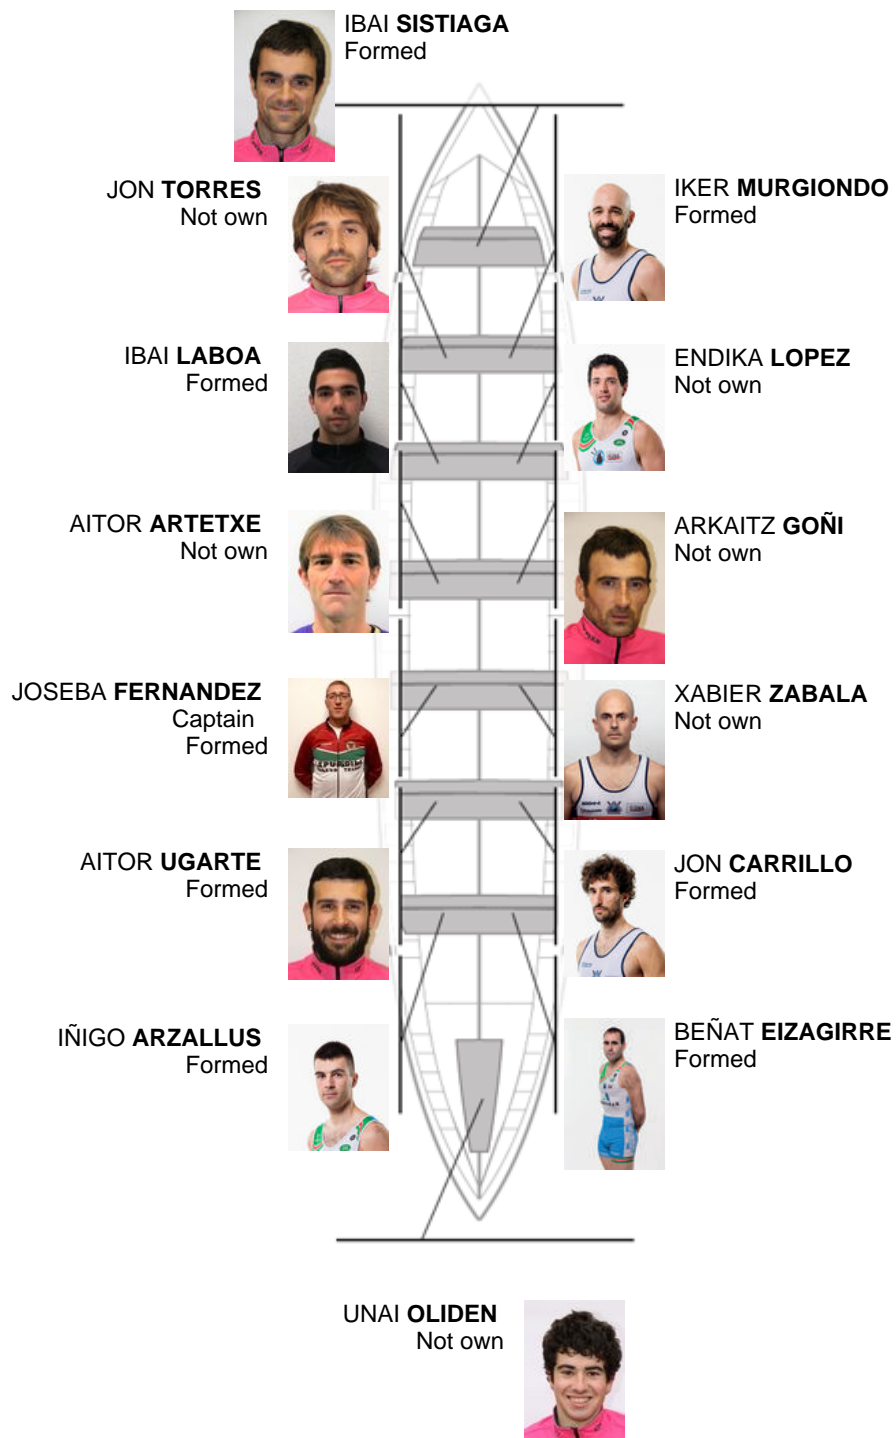 IBAI SISTIAGA
Formed
JON TORRES
Not own
IKER MURGIONDO
Formed
IBAI LABOA
Formed
ENDIKA LOPEZ
Not own
AITOR ARTETXE
Not own
ARKAITZ GOÑI
Not own
JOSEBA FERNANDEZ
Captain
Formed
XABIER ZABALA
Not own
AITOR UGARTE
Formed
JON CARRILLO
Formed
IÑIGO ARZALLUS
Formed
BEÑAT EIZAGIRRE
Formed
UNAI OLIDEN
Not own